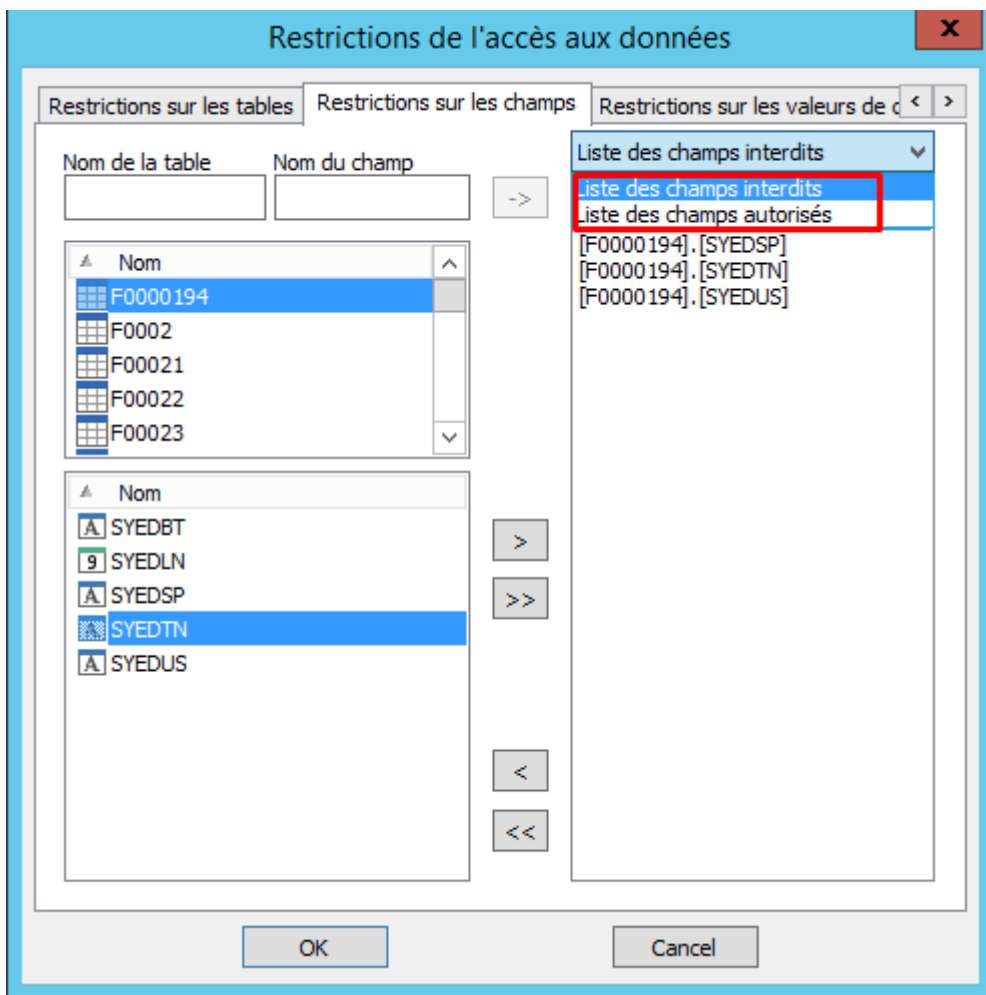 Restrictions de l'accès aux données
x
Restrictions sur les tables
Restrictions sur les champs
Restrictions sur les valeurs de c
<
>
Nom de la table
Nom du champ
->
Liste des champs interdits
Liste des champs interdits
Liste des champs autorisés
[F0000194].[SYEDSP]
[F0000194].[SYEDTN]
[F0000194].[SYEDUS]
Nom
F0000194
F0002
F00021
F00022
F00023
Nom
A SYEDBT
9 SYEDLN
A SYEDSP
SYEDTN
A SYEDUS
>
>>
<
<<
OK
Cancel